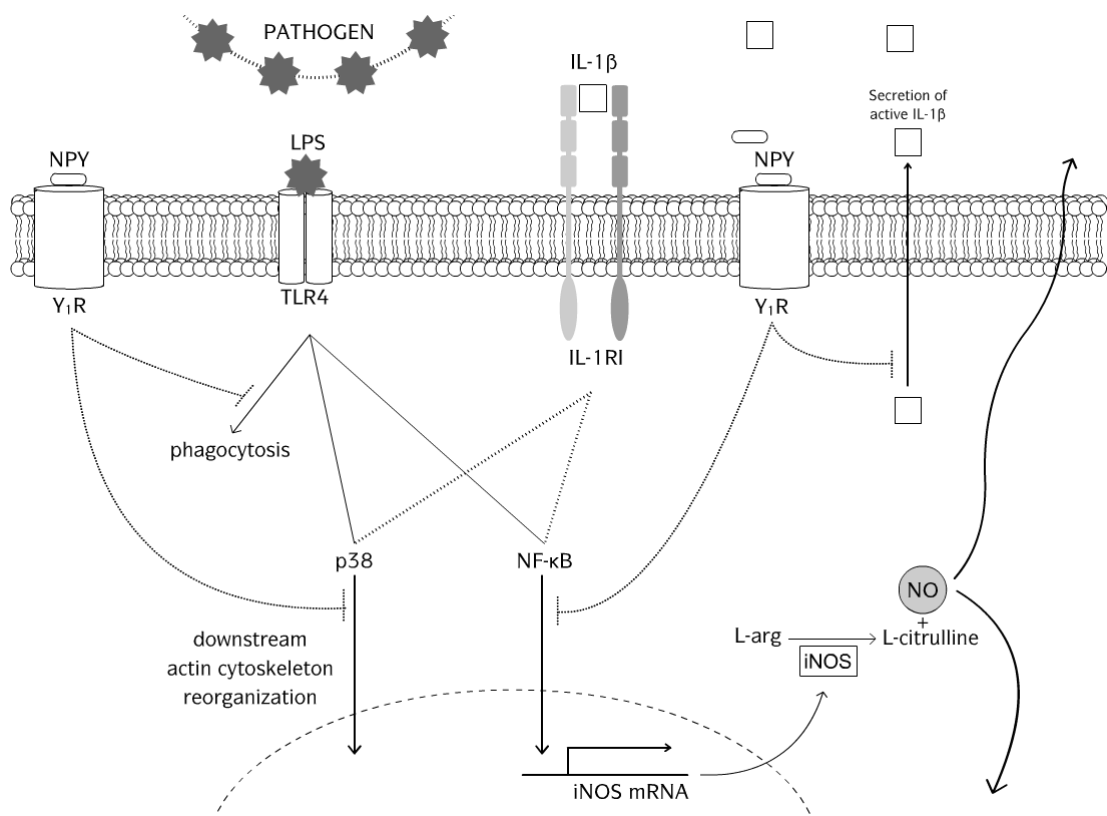 PATHOGEN
IL-1β
Secretion of
active IL-1β
LPS
NPY
NPY
TLR4
Y₁R
Y₁R
IL-1RI
phagocytosis
p38
NF-κB
NO
+
L-arg
L-citrulline
iNOS
downstream
actin cytoskeleton
reorganization
iNOS mRNA